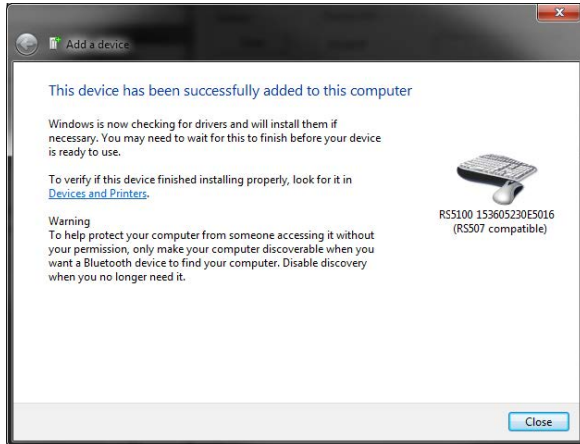 Add a device
This device has been successfully added to this computer
Windows is now checking for drivers and will install them if
necessary. You may need to wait for this to finish before your device
is ready to use.
To verify if this device finished installing properly, look for it in
Devices and Printers.
Warning
To help protect your computer from someone accessing it without
your permission, only make your computer discoverable when you
want a Bluetooth device to find your computer. Disable discovery
when you no longer need it.
RS5100 153605230E5016
(RS507 compatible)
Close